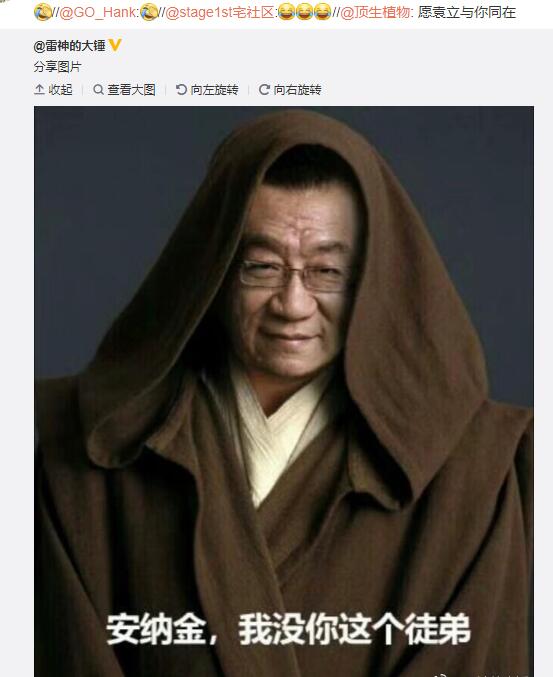 //@GO_Hank://@stage1st宅社区://@顶生植物: 愿袁立与你同在
@雷神的大锤
分享图片
收起 查看大图 向左旋转 向右旋转
安纳金，我没你这个徒弟